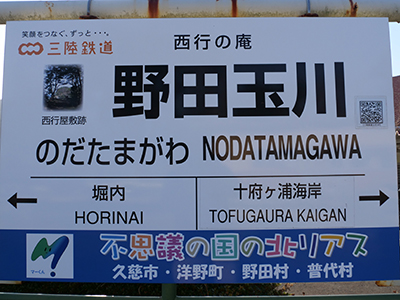 笑顔をつなぐ、ずっと・・・。
三陸鉄道
西行の庵
野田玉川
西行屋敷跡
のだたまがわ NODATAMAGAWA
堀内 十府ヶ浦海岸
HORINAI TOFUGAURA KAIGAN
不思議の国の北リアス
久慈市・洋野町・野田村・普代村